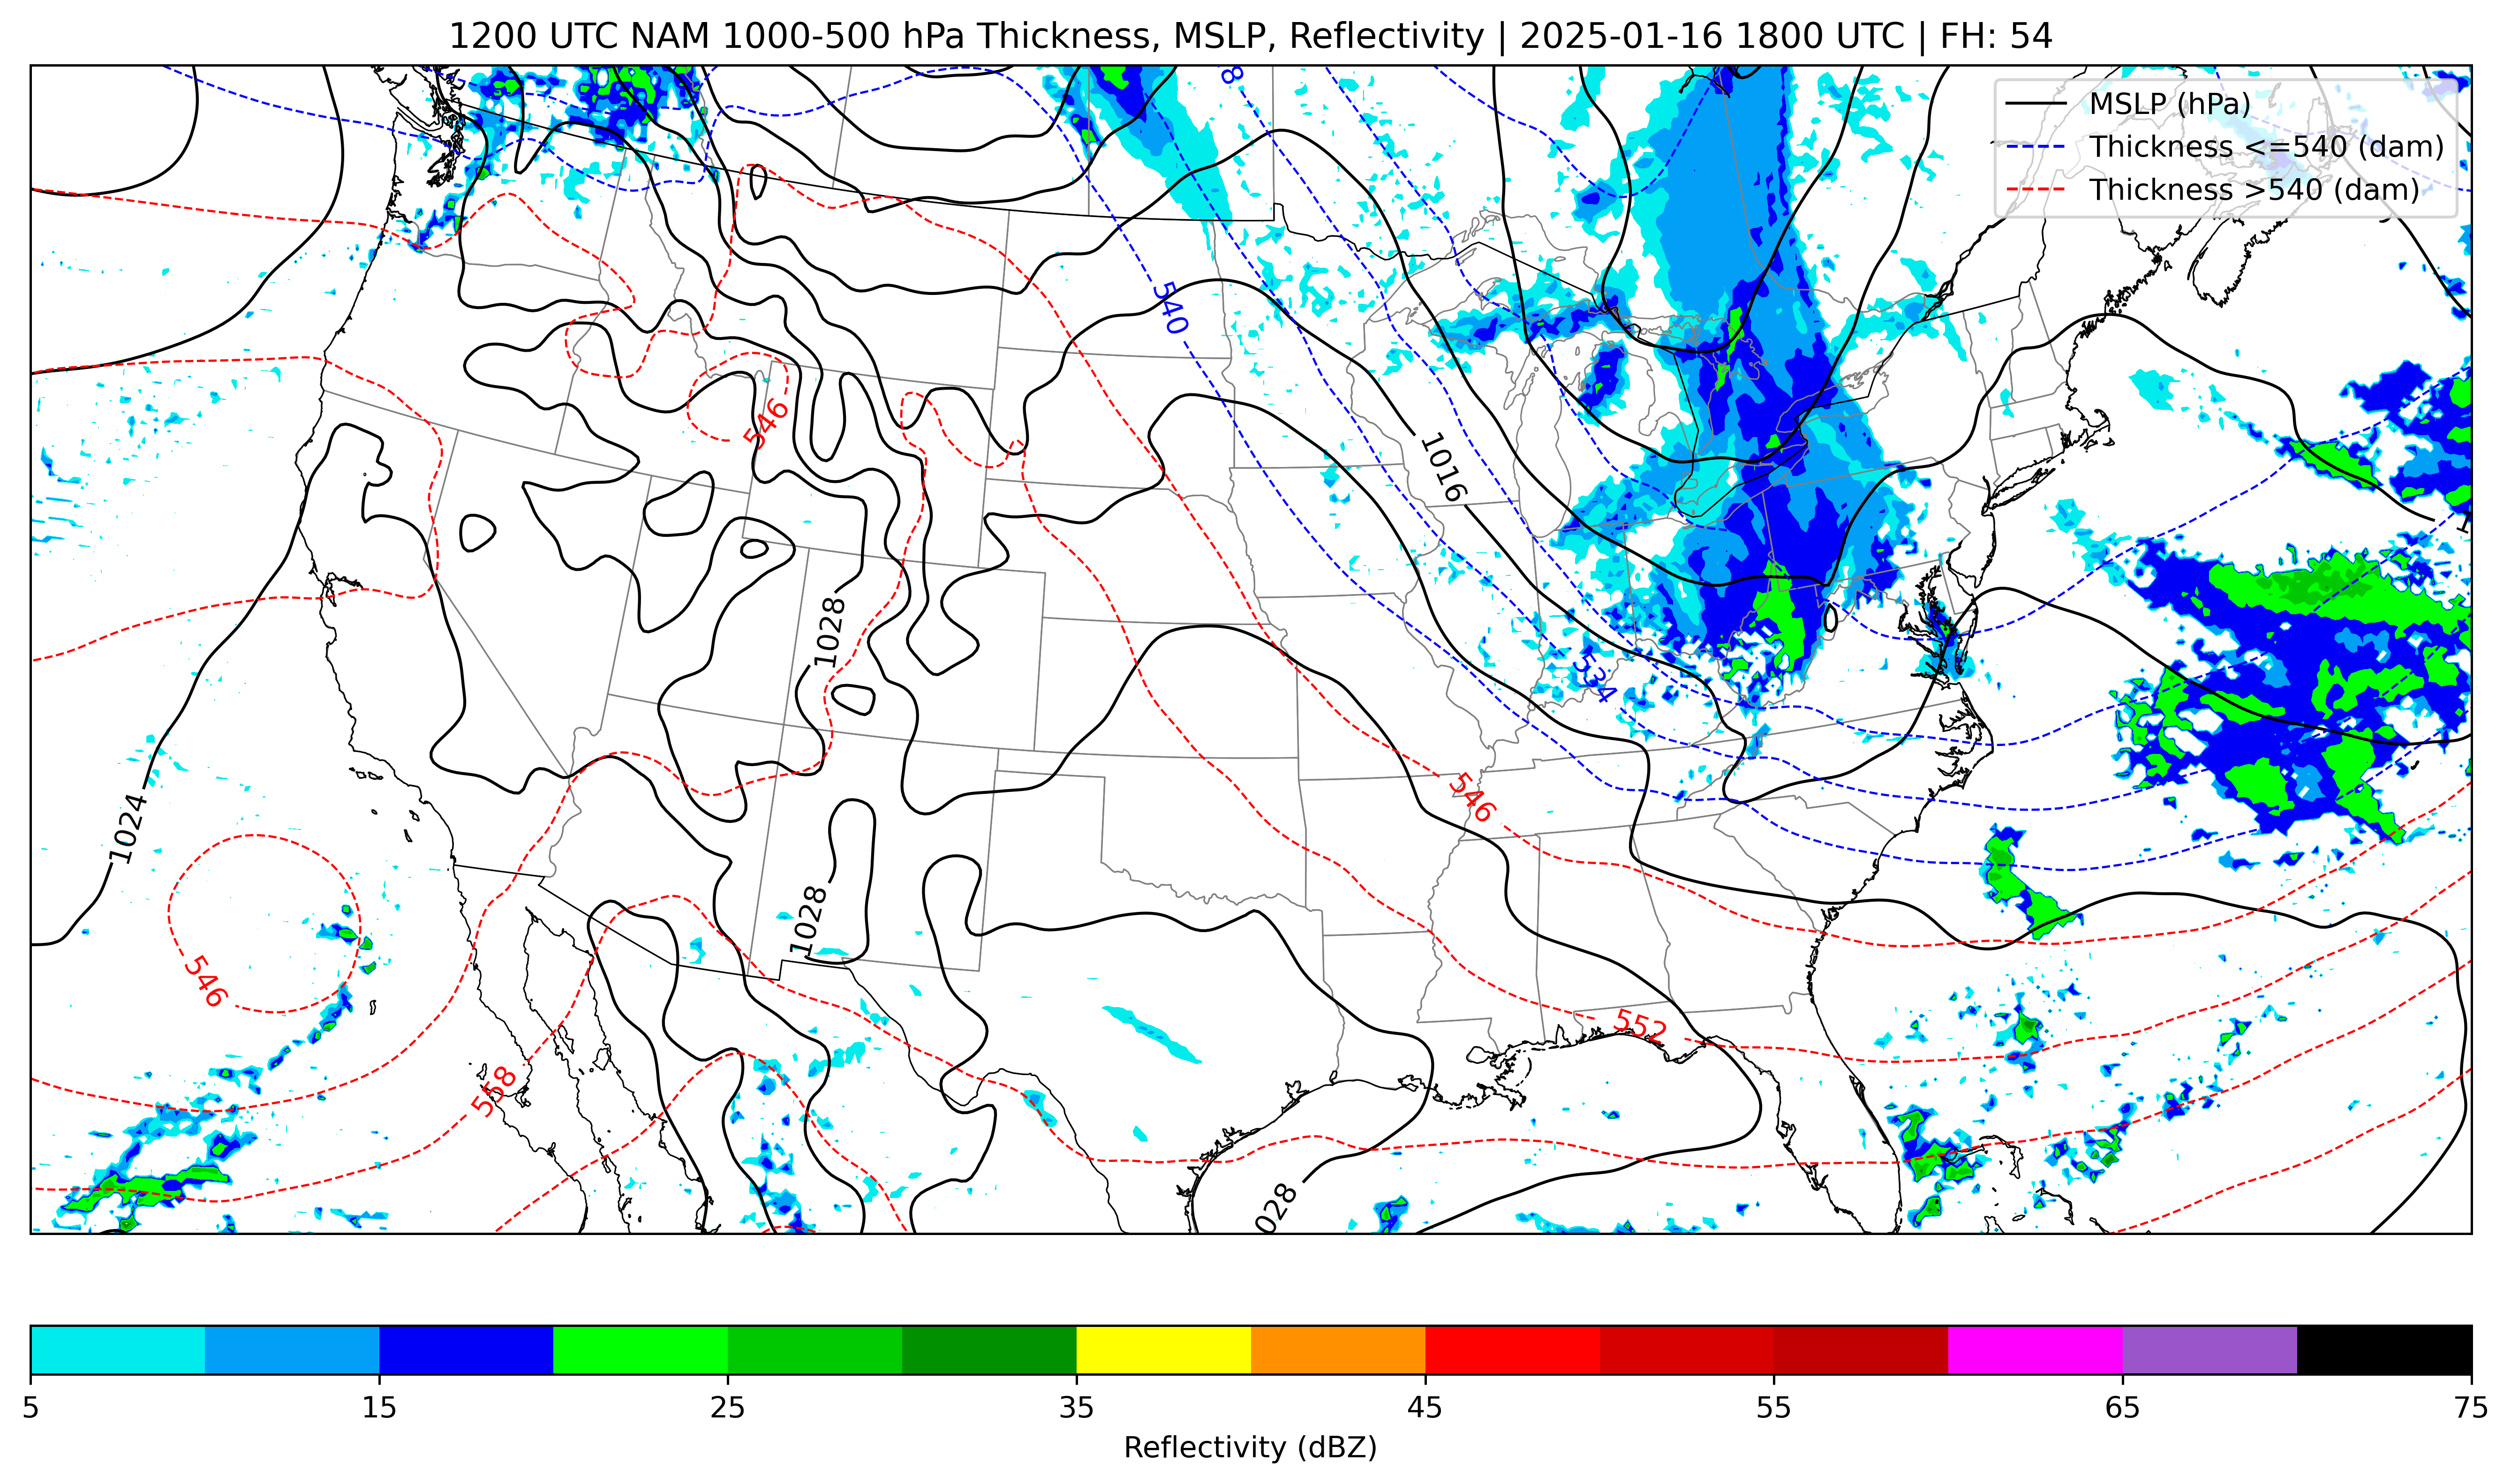 1200 UTC NAM 1000-500 hPa Thickness, MSLP, Reflectivity | 2025-01-16 1800 UTC | FH: 54
MSLP (hPa)
Thickness <=540 (dam)
Thickness >540 (dam)
8
540
546
1016
1028
534
546
1024
1028
546
552
558
028
1
5 15 25 35 45 55 65 75
Reflectivity (dBZ)